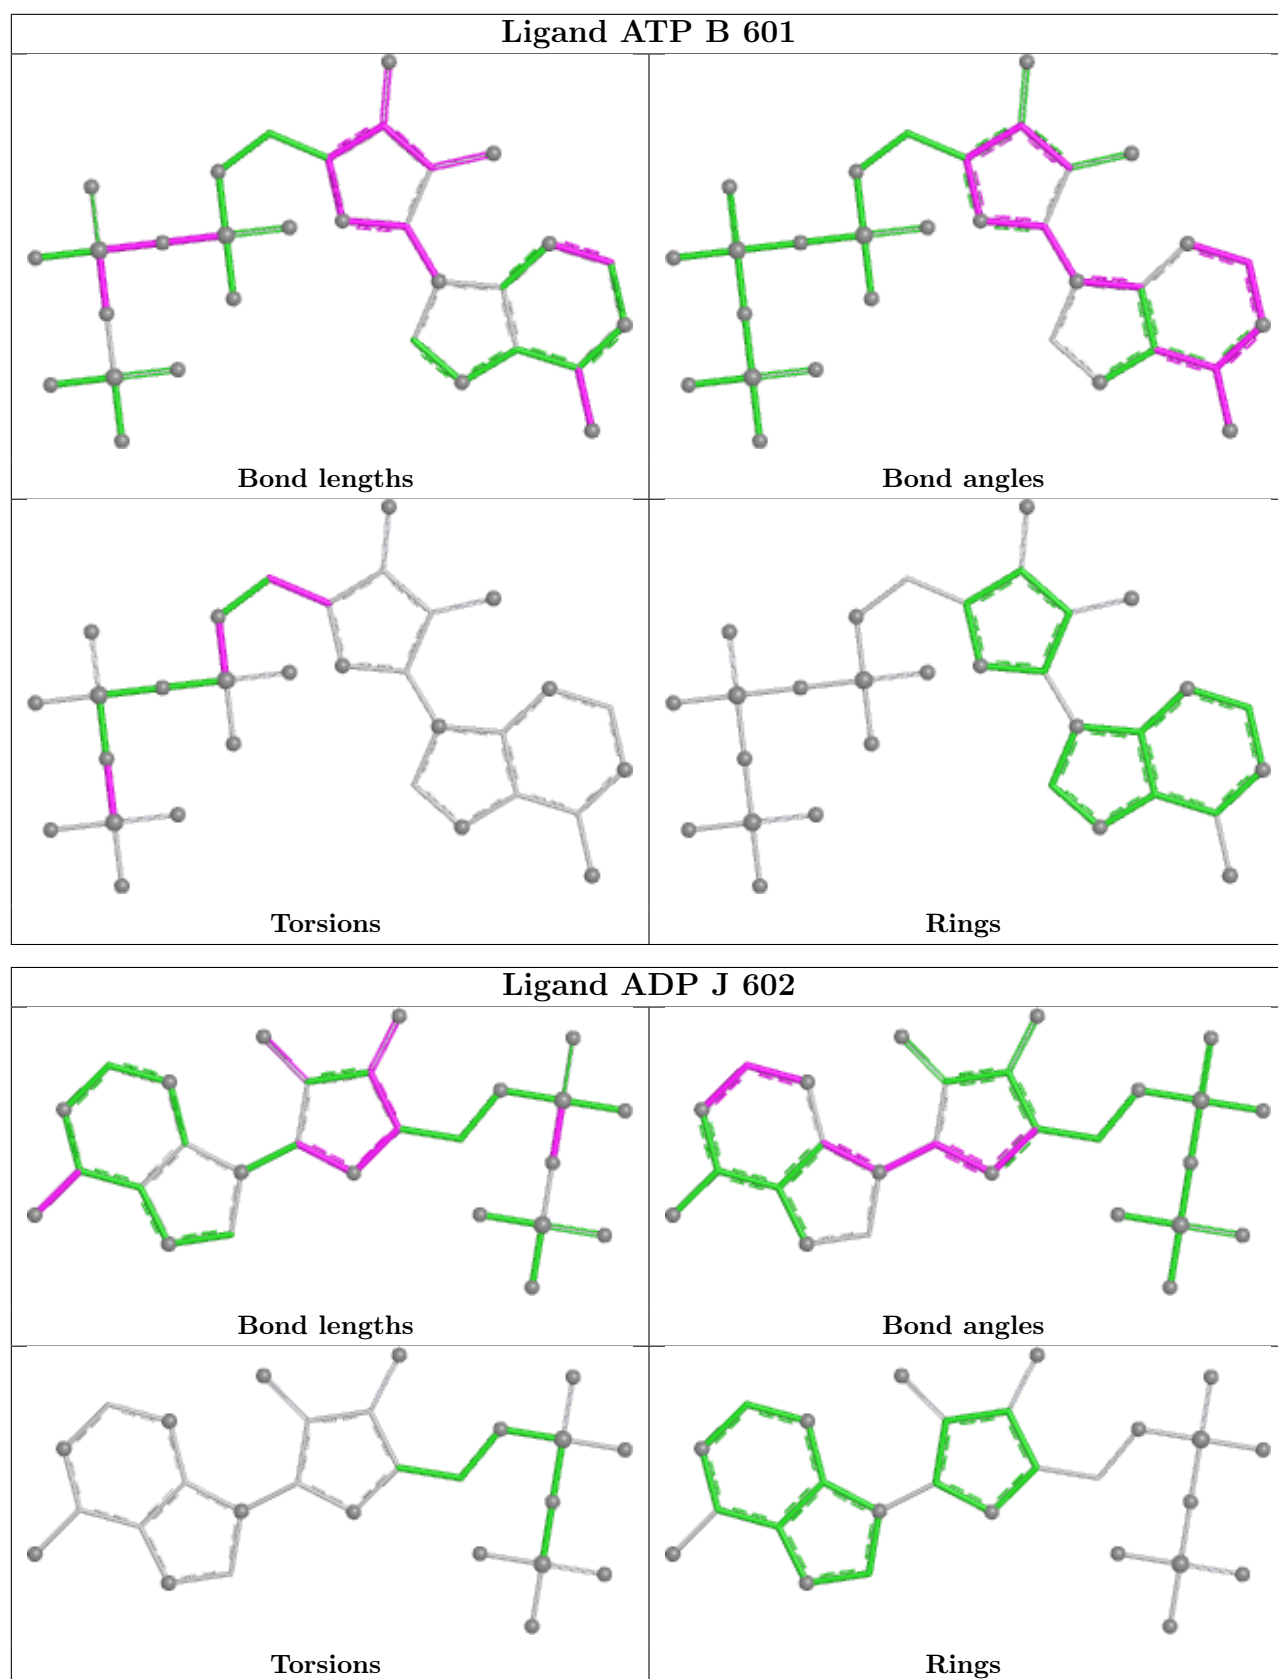 Ligand ATP B 601
Bond lengths
Bond angles
Torsions
Rings
Ligand ADP J 602
Bond lengths
Bond angles
Torsions
Rings